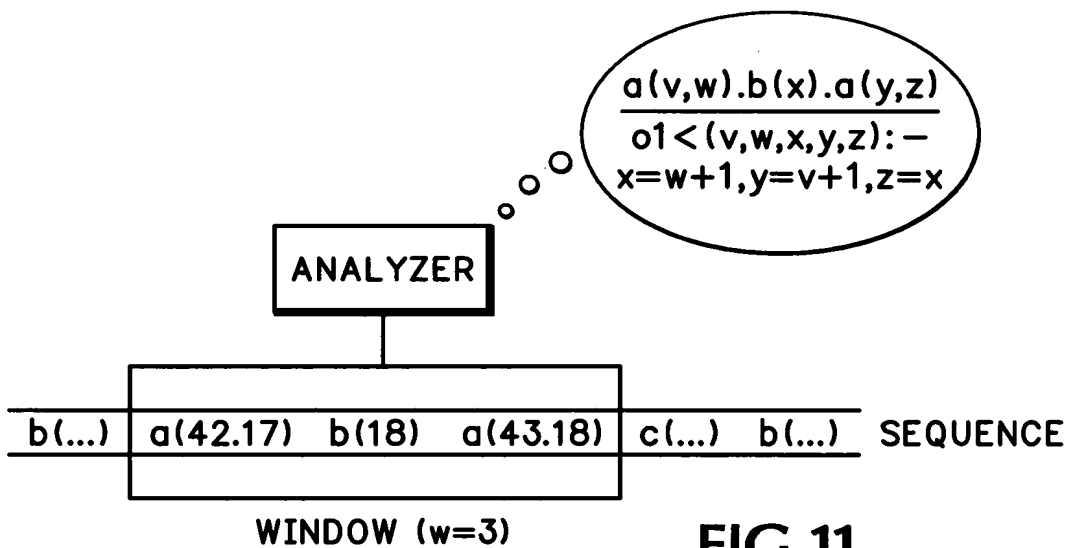 a(v,w).b(x).a(y,z)
o1<(v,w,x,y,z):–
x=w+1,y=v+1,z=x
ANALYZER
b(...) a(42.17) b(18) a(43.18) c(...) b(...) SEQUENCE
WINDOW (w=3)
FIG.11